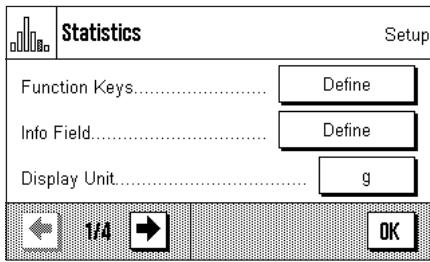 Statistics Setup
Function Keys......................... Define
Info Field................................. Define
Display Unit.................................... g
1/4 OK